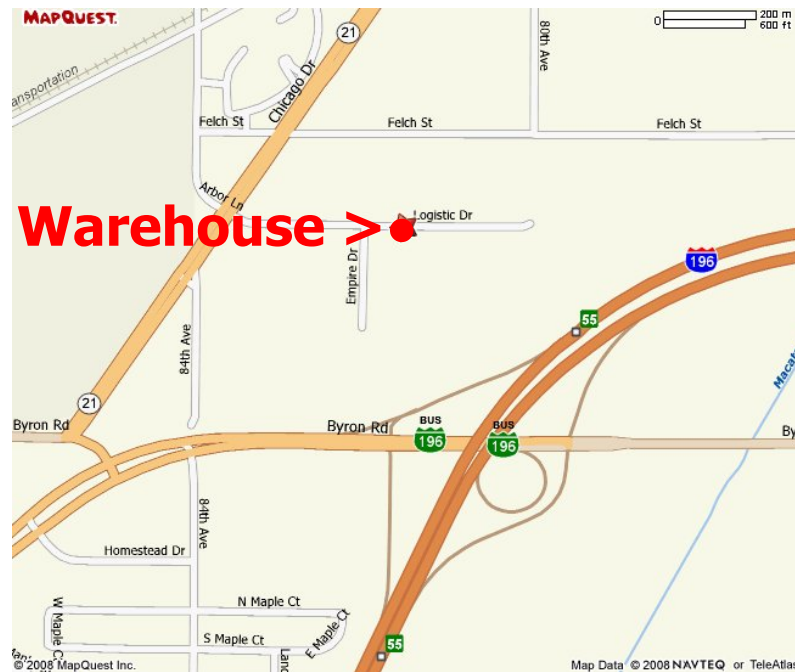 MAPQUEST.
0 200 m
600 ft
21
80th Ave
Chicago Dr
Felch St
Felch St
Felch St
Arbor Ln
Logistic Dr
Warehouse >
Empire Dr
196
55
84th Ave
21
Byron Rd
Byron Rd
BUS
196
BUS
196
84th Ave
Homestead Dr
N Maple Ct
W Maple C
S Maple Ct
E Maple Ct
55
© 2008 MapQuest Inc.
Map Data © 2008 NAVTEQ or TeleAtlas